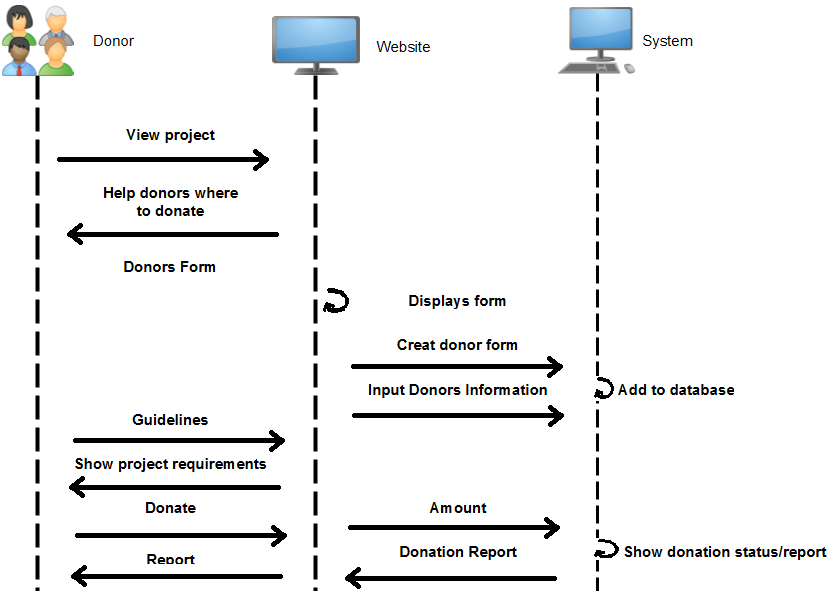 Donor
Website
System
View project
Help donors where
to donate
Donors Form
Displays form
Creat donor form
Input Donors Information
Add to database
Guidelines
Show project requirements
Donate
Amount
Report
Donation Report
Show donation status/report